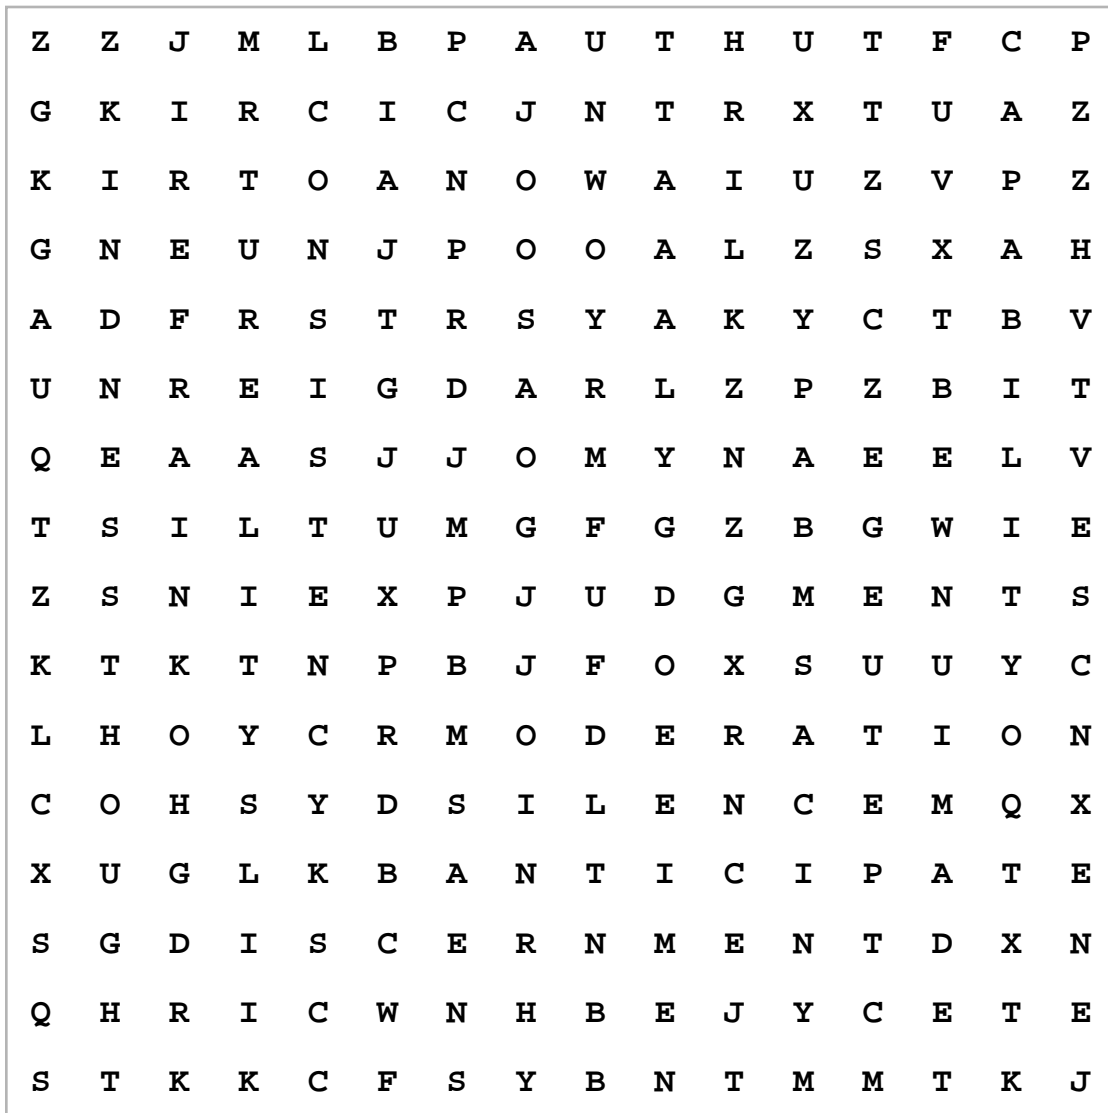 Z Z J M L B P A U T H U T F C P
G K I R C I C J N T R X T U A Z
K I R T O A N O W A I U Z V P Z
G N E U N J P O O A L Z S X A H
A D F R S T R S Y A K Y C T B V
U N R E I G D A R L Z P Z B I T
Q E A A S J J O M Y N A E E L V
T S I L T U M G F G Z B G W I E
Z S N I E X P J U D G M E N T S
K T K T N P B J F O X S U U Y C
L H O Y C R M O D E R A T I O N
C O H S Y D S I L E N C E M Q X
X U G L K B A N T I C I P A T E
S G D I S C E R N M E N T D X N
Q H R I C W N H B E J Y C E T E
S T K K C F S Y B N T M M T K J